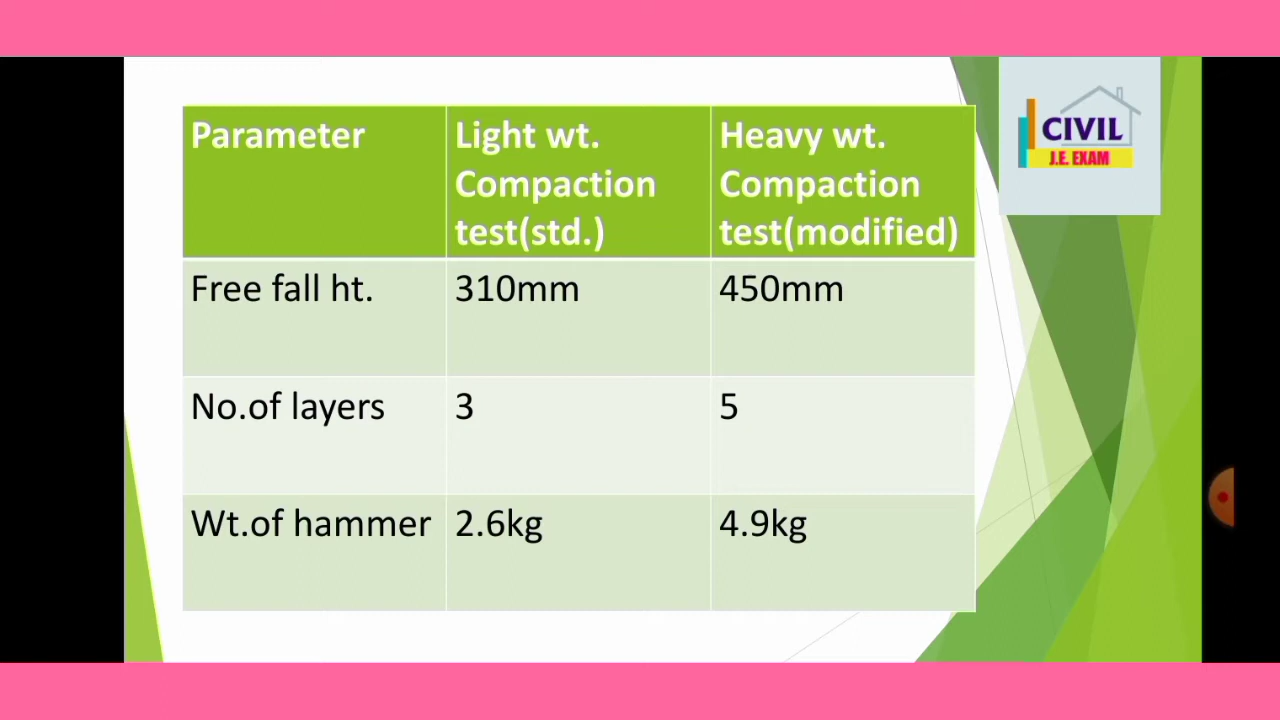 Parameter
Light wt.
Compaction
test(std.)
Heavy wt.
Compaction
test(modified)
Free fall ht.
310mm
450mm
No.of layers
3
5
Wt.of hammer
2.6kg
4.9kg
CIVIL
J.E. EXAM